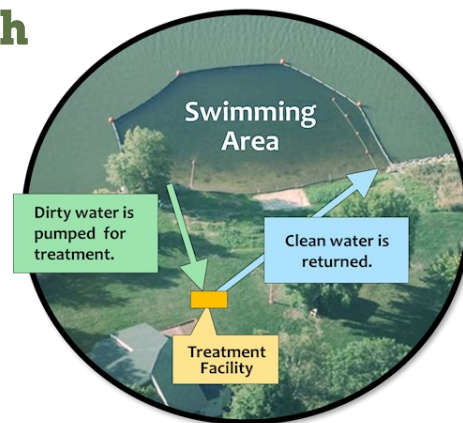 h
Swimming
Area
Dirty water is
pumped for
treatment.
Clean water is
returned.
Treatment
Facility